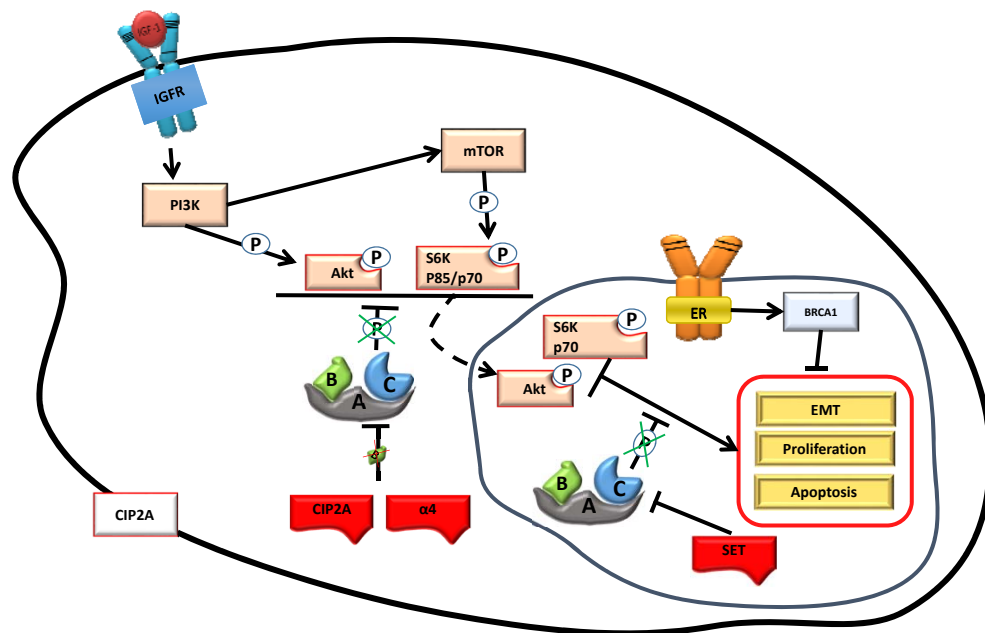 IGF-1
IGFR
mTOR
PI3K
P
P
Akt
P
S6K
P85/p70
P
ER
BRCA1
S6K
p70
P
Akt
P
P
B
C
A
EMT
Proliferation
Apoptosis
P
B
C
A
CIP2A
CIP2A
α4
SET